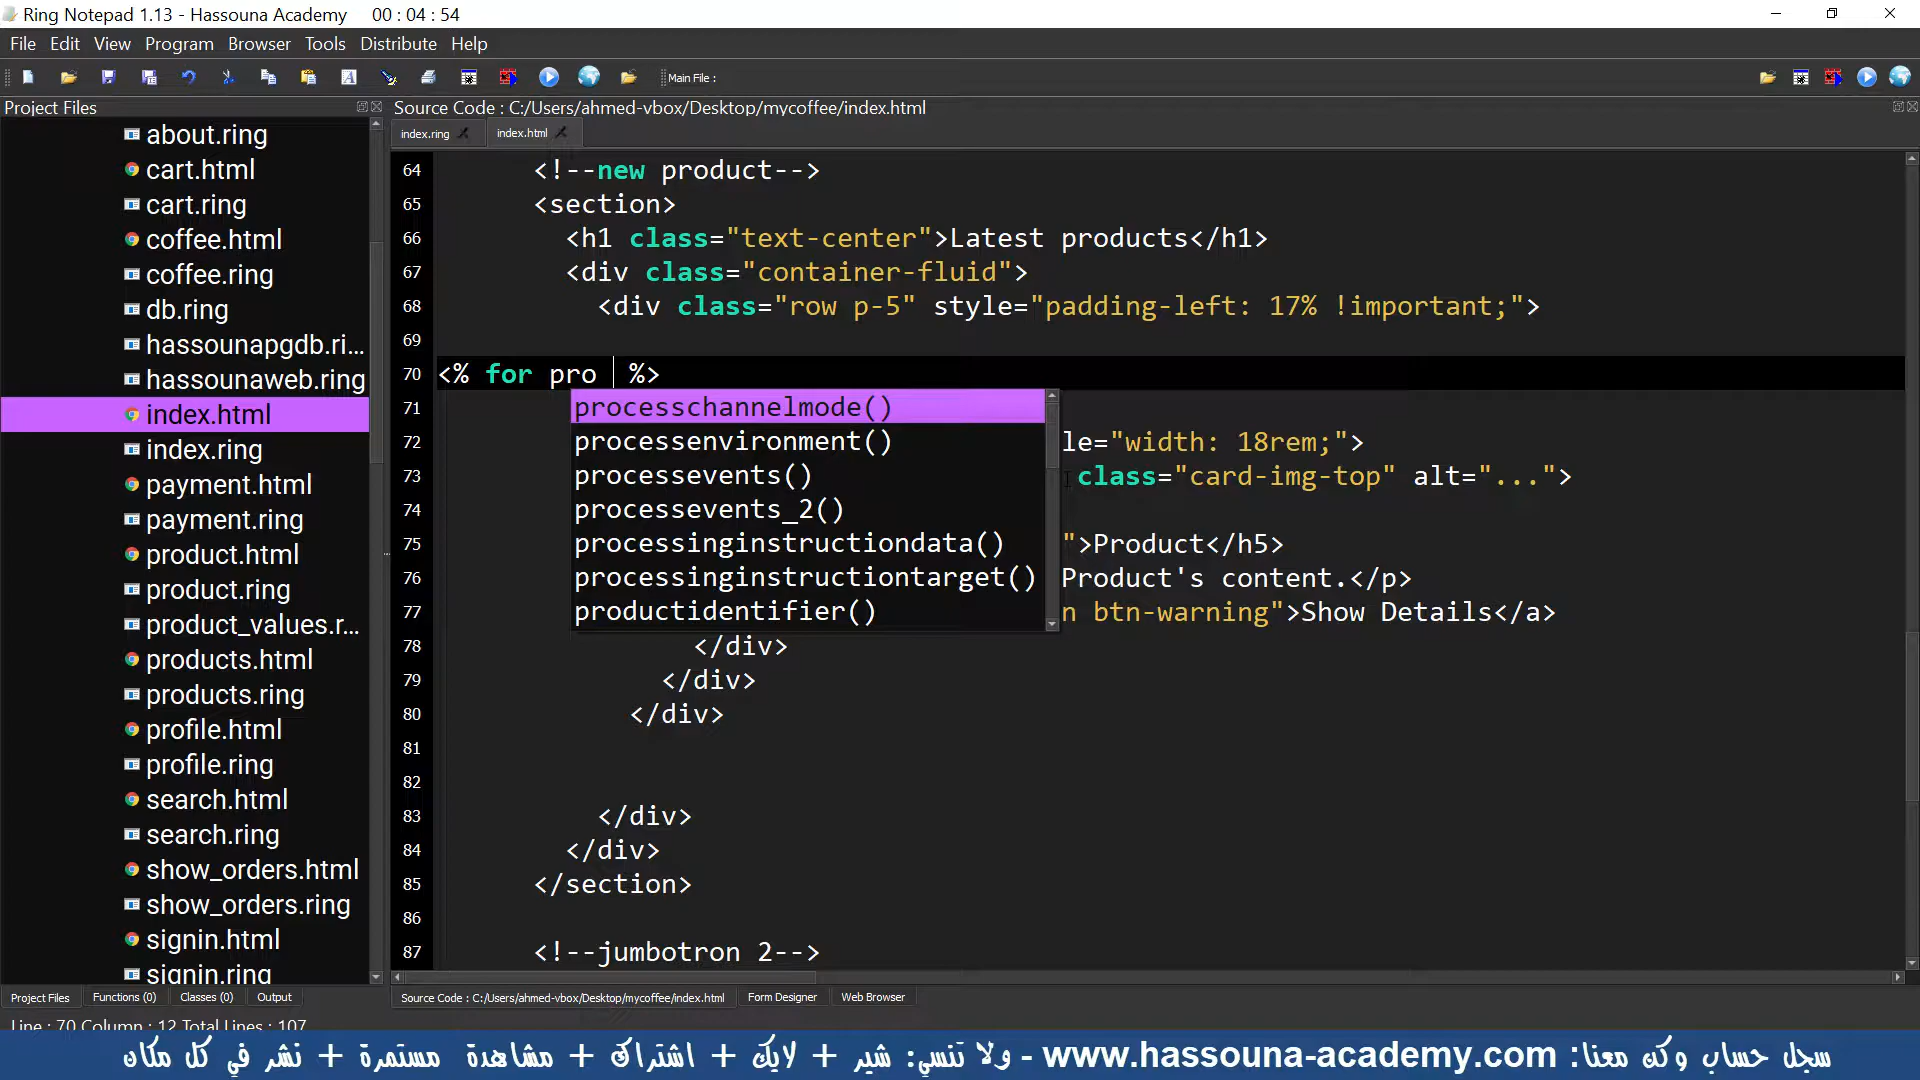 Ring Notepad 1.13 - Hassouna Academy 00 : 04 : 54
File Edit View Program Browser Tools Distribute Help
Main File :
Project Files
Source Code : C:/Users/ahmed-vbox/Desktop/mycoffee/index.html
index.ring
index.html
about.ring
cart.html
cart.ring
coffee.html
coffee.ring
db.ring
hassounapgdb.ri...
hassounaweb.ring
index.html
index.ring
payment.html
payment.ring
product.html
product.ring
product_values.r...
products.html
products.ring
profile.html
profile.ring
search.html
search.ring
show_orders.html
show_orders.ring
signin.html
signin.ring
64 <!--new product-->
65 <section>
66 <h1 class="text-center">Latest products</h1>
67 <div class="container-fluid">
68 <div class="row p-5" style="padding-left: 17% !important;">
69
70 <% for pro %>
71
72 le="width: 18rem;">
73 class="card-img-top" alt="...">
74
75 ">Product</h5>
76 Product's content.</p>
77 n btn-warning">Show Details</a>
78 </div>
79 </div>
80 </div>
81
82
83 </div>
84 </div>
85 </section>
86
87 <!--jumbotron 2-->
processchannelmode()
processenvironment()
processevents()
processevents_2()
processinginstructiondata()
processinginstructiontarget()
productidentifier()
Project Files Functions (0) Classes (0) Output
Source Code : C:/Users/ahmed-vbox/Desktop/mycoffee/index.html Form Designer Web Browser
Line : 70 Column : 12 Total Lines : 107
سجل حساب وكن معنا: www.hassouna-academy.com - ولا تنسي: شير + لايك + اشتراك + مشاهدة مستمرة + نشر في كل مكان